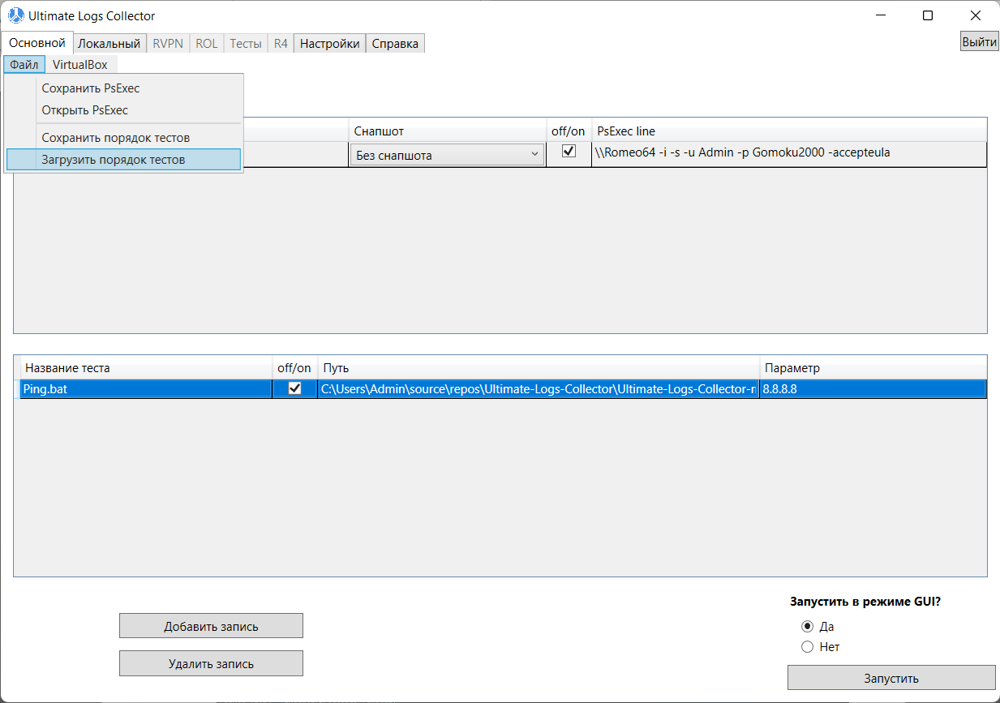 Ultimate Logs Collector
Основной Локальный RVPN ROL Тесты R4 Настройки Справка
Выйти
Файл VirtualBox
Сохранить PsExec
Открыть PsExec
Сохранить порядок тестов
Загрузить порядок тестов
Снапшот off/on PsExec line
Без снапшота \\Romeo64 -i -s -u Admin -p Gomoku2000 -accepteula
Название теста off/on Путь Параметр
Ping.bat C:\Users\Admin\source\repos\Ultimate-Logs-Collector\Ultimate-Logs-Collector-m 8.8.8.8
Запустить в режиме GUI?
Да
Нет
Добавить запись
Удалить запись
Запустить